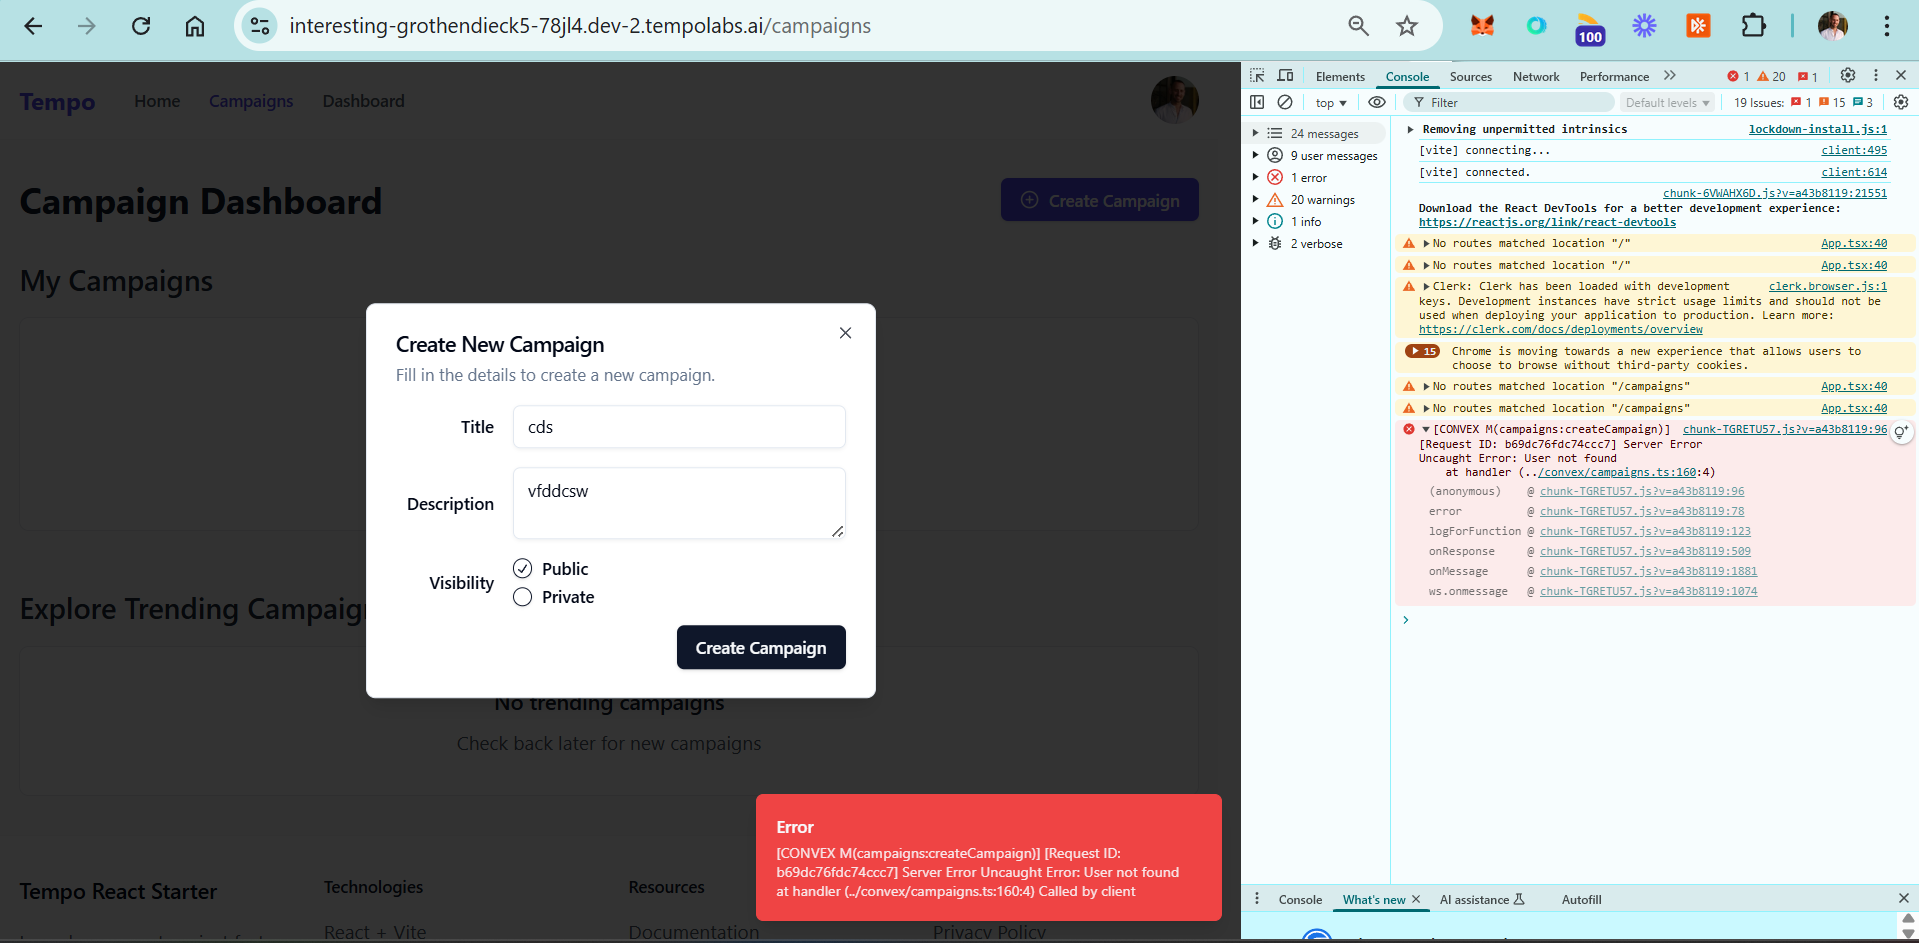 interesting-grothendieck5-78jl4.dev-2.tempolabs.ai/campaigns
100
Tempo
Home
Campaigns
Dashboard
Campaign Dashboard
Create Campaign
My Campaigns
Create New Campaign
Fill in the details to create a new campaign.
Title
cds
Description
vfddcsw
Visibility
Public
Private
Create Campaign
Explore Trending Campaign
No trending campaigns
Check back later for new campaigns
Error
[CONVEX M(campaigns:createCampaign)] [Request ID:
b69dc76fdc74ccc7] Server Error Uncaught Error: User not found
at handler (../convex/campaigns.ts:160:4) Called by client
Tempo React Starter
Technologies
React + Vite
Resources
Documentation
Privacy Policy
Elements
Console
Sources
Network
Performance
1
20
1
top
Filter
Default levels
19 Issues:
1
15
3
24 messages
9 user messages
1 error
20 warnings
1 info
2 verbose
Removing unpermitted intrinsics lockdown-install.js:1
[vite] connecting... client:495
[vite] connected. client:614
chunk-6VWAHX6D.js?v=a43b8119:21551
Download the React DevTools for a better development experience:
https://reactjs.org/link/react-devtools
No routes matched location "/" App.tsx:40
No routes matched location "/" App.tsx:40
Clerk: Clerk has been loaded with development clerk.browser.js:1
keys. Development instances have strict usage limits and should not be
used when deploying your application to production. Learn more:
https://clerk.com/docs/deployments/overview
15 Chrome is moving towards a new experience that allows users to
choose to browse without third-party cookies.
No routes matched location "/campaigns" App.tsx:40
No routes matched location "/campaigns" App.tsx:40
[CONVEX M(campaigns:createCampaign)] chunk-TGRETU57.js?v=a43b8119:96
[Request ID: b69dc76fdc74ccc7] Server Error
Uncaught Error: User not found
at handler (../convex/campaigns.ts:160:4)
(anonymous) @ chunk-TGRETU57.js?v=a43b8119:96
error @ chunk-TGRETU57.js?v=a43b8119:78
logForFunction @ chunk-TGRETU57.js?v=a43b8119:123
onResponse @ chunk-TGRETU57.js?v=a43b8119:509
onMessage @ chunk-TGRETU57.js?v=a43b8119:1881
ws.onmessage @ chunk-TGRETU57.js?v=a43b8119:1074
Console
What's new
AI assistance
Autofill